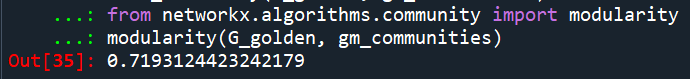 ...: from networkx.algorithms.community import modularity
...: modularity(G_golden, gm_communities)
Out[35]: 0.7193124423242179